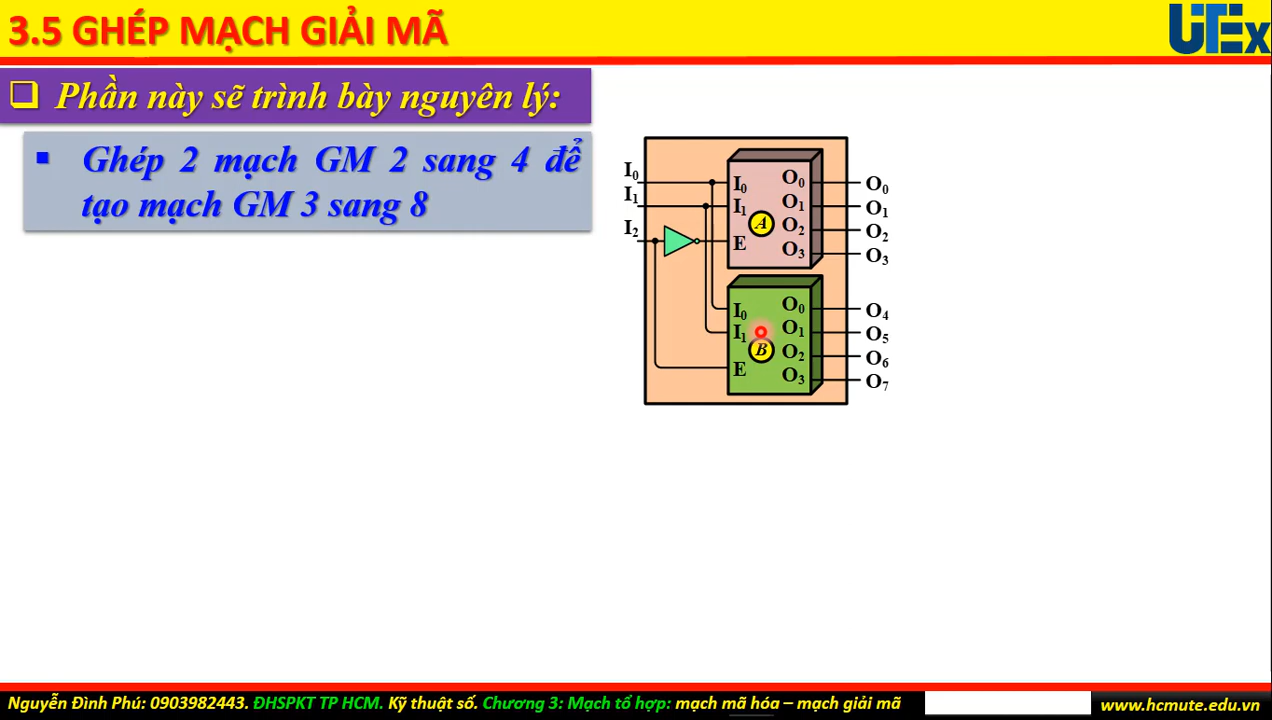 3.5 GHÉP MẠCH GIẢI MÃ
UTEx
Phần này sẽ trình bày nguyên lý:
Ghép 2 mạch GM 2 sang 4 để
tạo mạch GM 3 sang 8
I0
I1
I2
I0
I1
E
A
O0
O1
O2
O3
O0
O1
O2
O3
I0
I1
E
B
O0
O1
O2
O3
O4
O5
O6
O7
Nguyễn Đình Phú: 0903982443. ĐHSPKT TP HCM. Kỹ thuật số. Chương 3: Mạch tổ hợp: mạch mã hóa – mạch giải mã
www.hcmute.edu.vn